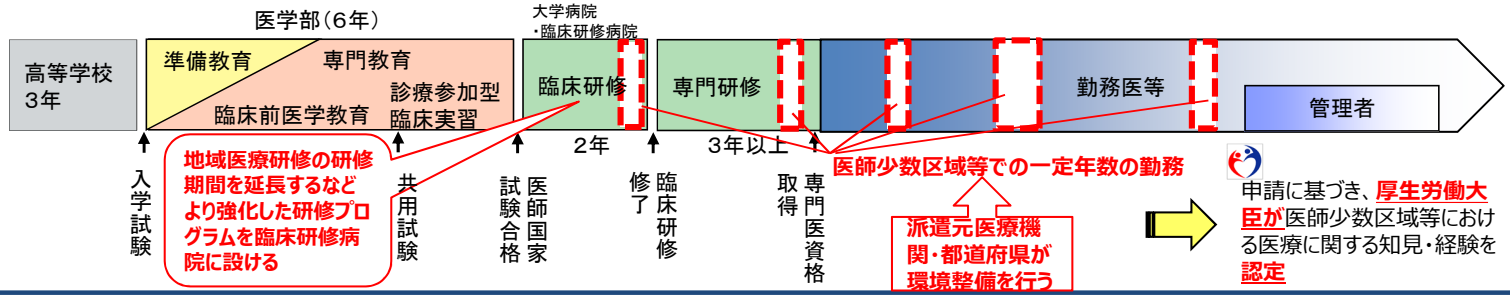 医学部（6年）
大学病院
・臨床研修病院
高等学校
3年
準備教育
専門教育
臨床前医学教育
診療参加型
臨床実習
臨床研修
専門研修
勤務医等
管理者
2年
3年以上
入学試験
共用試験
医師国家
試験合格
臨床研修
修了
専門医資格
取得
地域医療研修の研修
期間を延長するなど
より強化した研修プロ
グラムを臨床研修病
院に設ける
医師少数区域等での一定年数の勤務
派遣元医療機
関・都道府県が
環境整備を行う
申請に基づき、厚生労働大
臣が医師少数区域等におけ
る医療に関する知見・経験を
認定